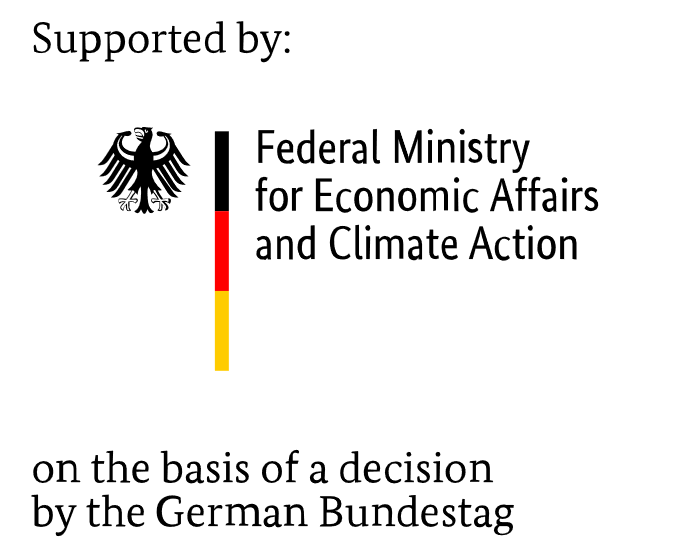 Supported by:
Federal Ministry
for Economic Affairs
and Climate Action
on the basis of a decision
by the German Bundestag